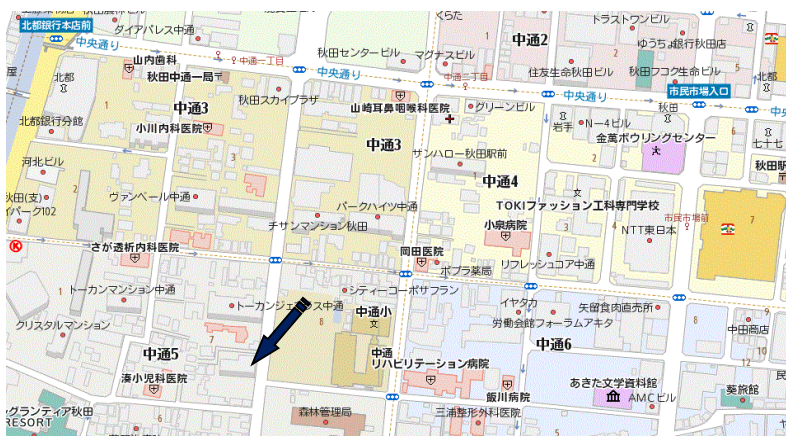 北都銀行本店前
ダイアパレス中通
くらた
トラストワンビル
中通2
ゆうちょ銀行秋田店
中央通り
中通一丁目
秋田センタービル
マグナスビル
山内歯科
中央通り
中通二丁目
住友生命秋田ビル
秋田フコク生命ビル
北都
秋田中通一局
中央通り
市民市場入口
北都
秋田スカイプラザ
中通3
山崎耳鼻咽喉科医院
グリーンビル
秋田
北都銀行分館
小川内科医院
岩手
N-4ビル
金萬ボウリングセンター
中通3
七十七
河北ビル
サンハロー秋田駅前
秋田駅
中通4
秋田(支)
ヴァンベール中通
パークハイツ中通
TOKIファッション工科専門学校
イパーク102
市民市場前
チサンマンション秋田
小泉病院
NTT東日本
さが透析内科医院
岡田医院
ポプラ薬局
リフレッシュコア中通
トーカンマンション中通
シティーコーポサフラン
イヤタカ
矢留食肉直売所
中通小
労働会館フォーラムアキタ
クリスタルマンション
中田商店
中通5
中通
リハビリテーション病院
中通6
湊小児科医院
あきた文学資料館
飯川病院
AMCビル
葵旅館
グランティア秋田
RESORT
森林管理局
三浦整形外科医院